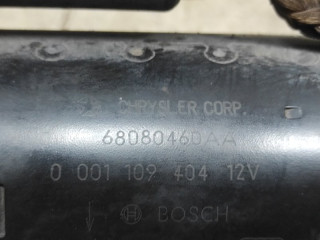 CHRYSLER CORP.
68080460AA
0 001 109 404 12V
BOSCH